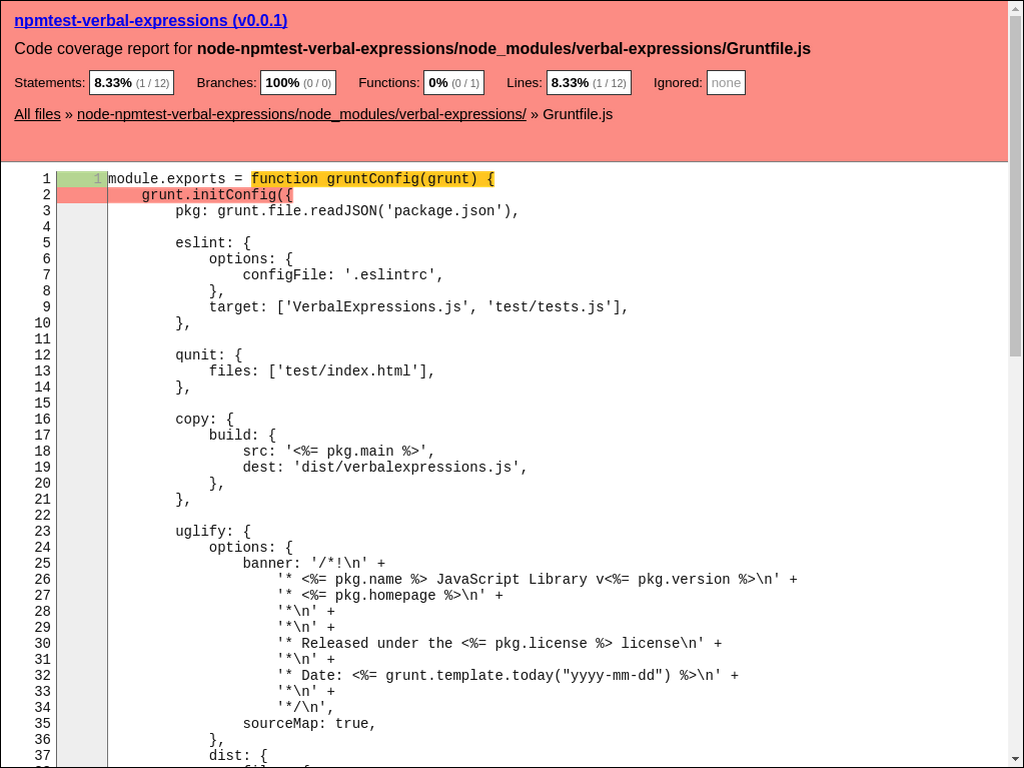 npmtest-verbal-expressions (v0.0.1)
Code coverage report for node-npmtest-verbal-expressions/node_modules/verbal-expressions/Gruntfile.js
Statements: 8.33% (1 / 12) Branches: 100% (0 / 0) Functions: 0% (0 / 1) Lines: 8.33% (1 / 12) Ignored: none
All files » node-npmtest-verbal-expressions/node_modules/verbal-expressions/ » Gruntfile.js
1 1 module.exports = function gruntConfig(grunt) {
2     grunt.initConfig({
3         pkg: grunt.file.readJSON('package.json'),
4
5         eslint: {
6             options: {
7                 configFile: '.eslintrc',
8             },
9             target: ['VerbalExpressions.js', 'test/tests.js'],
10         },
11
12         qunit: {
13             files: ['test/index.html'],
14         },
15
16         copy: {
17             build: {
18                 src: '<%= pkg.main %>',
19                 dest: 'dist/verbalexpressions.js',
20             },
21         },
22
23         uglify: {
24             options: {
25                 banner: '/*!\n' +
26                     '* <%= pkg.name %> JavaScript Library v<%= pkg.version %>\n' +
27                     '* <%= pkg.homepage %>\n' +
28                     '*\n' +
29                     '*\n' +
30                     '* Released under the <%= pkg.license %> license\n' +
31                     '*\n' +
32                     '* Date: <%= grunt.template.today("yyyy-mm-dd") %>\n' +
33                     '*\n' +
34                     '*/\n',
35                 sourceMap: true,
36             },
37             dist: {